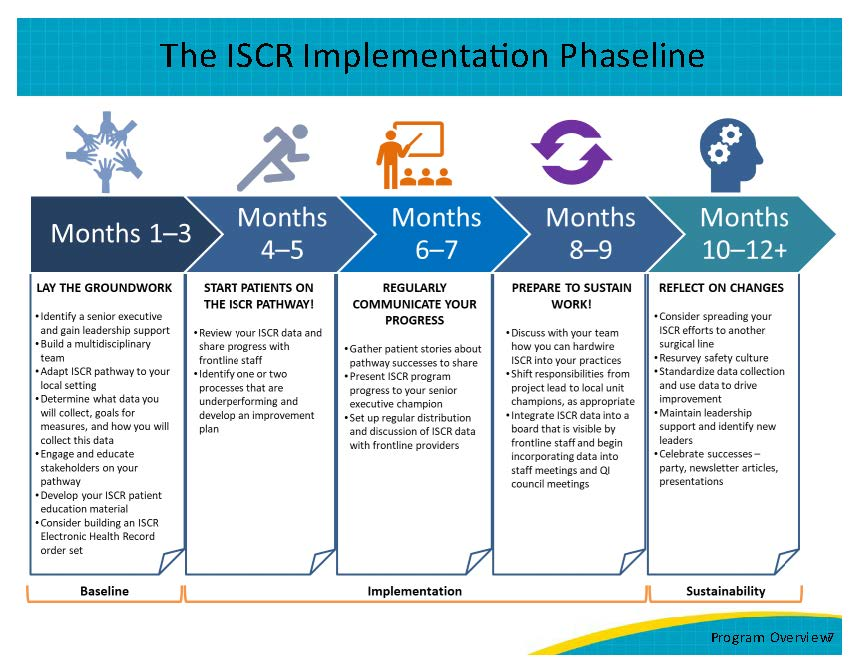 The ISCR Implementation Phaseline
Months 1–3
Months
4–5
Months
6–7
Months
8–9
Months
10–12+
LAY THE GROUNDWORK
•Identify a senior executive
and gain leadership support
•Build a multidisciplinary
team
•Adapt ISCR pathway to your
local setting
•Determine what data you
will collect, goals for
measures, and how you will
collect this data
•Engage and educate
stakeholders on your
pathway
•Develop your ISCR patient
education material
•Consider building an ISCR
Electronic Health Record
order set
START PATIENTS ON
THE ISCR PATHWAY!
•Review your ISCR data and
share progress with
frontline staff
•Identify one or two
processes that are
underperforming and
develop an improvement
plan
REGULARLY
COMMUNICATE YOUR
PROGRESS
•Gather patient stories about
pathway successes to share
•Present ISCR program
progress to your senior
executive champion
•Set up regular distribution
and discussion of ISCR data
with frontline providers
PREPARE TO SUSTAIN
WORK!
•Discuss with your team
how you can hardwire
ISCR into your practices
•Shift responsibilities from
project lead to local unit
champions, as appropriate
•Integrate ISCR data into a
board that is visible by
frontline staff and begin
incorporating data into
staff meetings and QI
council meetings
REFLECT ON CHANGES
•Consider spreading your
ISCR efforts to another
surgical line
•Resurvey safety culture
•Standardize data collection
and use data to drive
improvement
•Maintain leadership
support and identify new
leaders
•Celebrate successes –
party, newsletter articles,
presentations
Baseline
Implementation
Sustainability
Program Overview 7